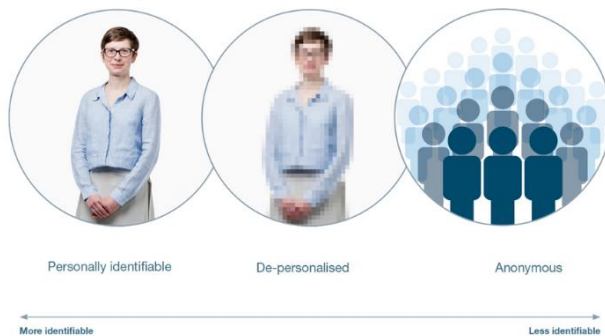 Personally identifiable
De-personalised
Anonymous
More identifiable
Less identifiable